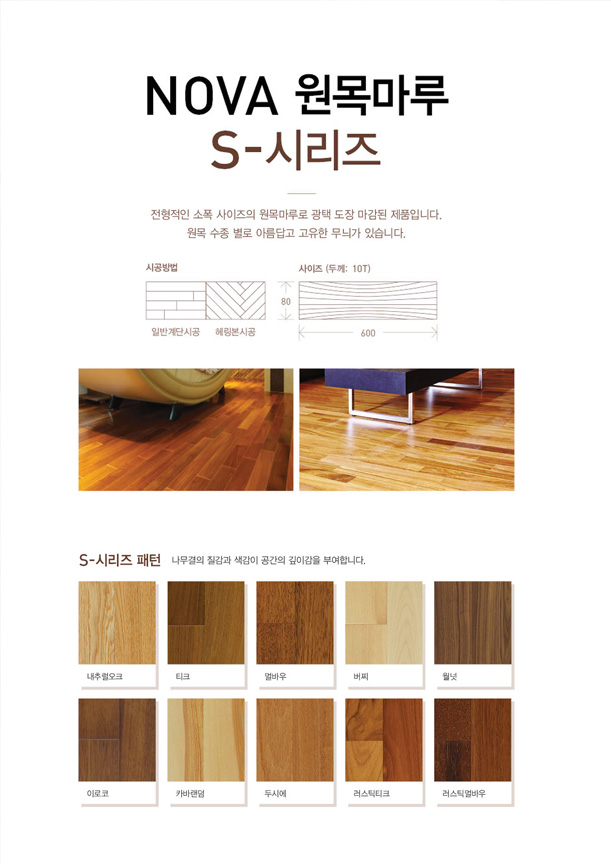 NOVA 원목마루
S-시리즈
전형적인 소폭 사이즈의 원목마루로 광택 도장 마감된 제품입니다.
원목 수종 별로 아름답고 고유한 무늬가 있습니다.
시공방법
사이즈 (두께: 10T)
80
일반계단시공 헤링본시공
600
S-시리즈 패턴 나무결의 질감과 색감이 공간의 깊이감을 부여합니다.
내추럴오크 티크 멀바우 버찌 월넛
이로코 카바랜덤 두시에 러스틱티크 러스틱멀바우